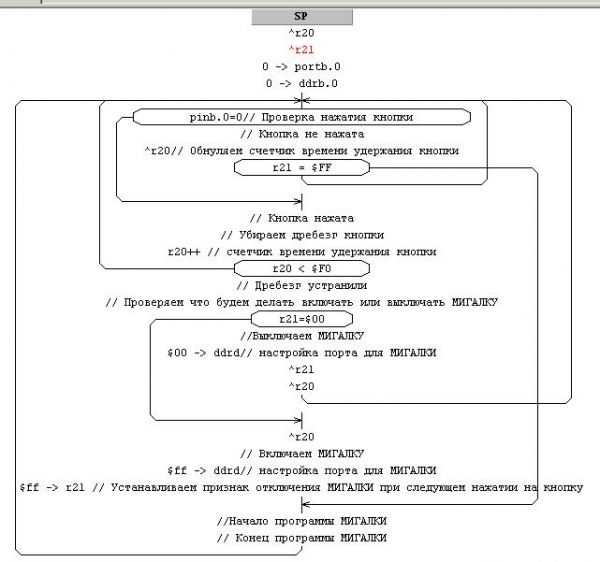 SP
^r20
^r21
0 -> portb.0
0 -> ddrb.0
pinb.0=0// Проверка нажатия кнопки
// Кнопка не нажата
^r20// Обнуляем счетчик времени удержания кнопки
r21 = $FF
// Кнопка нажата
// Убираем дребезг кнопки
r20++ // счетчик времени удержания кнопки
r20 < $F0
// Дребезг устранили
// Проверяем что будем делать включать или выключать МИГАЛКУ
r21=$00
//Выключаем МИГАЛКУ
$00 -> ddrd// настройка порта для МИГАЛКИ
^r21
^r20
^r20
// Включаем МИГАЛКУ
$ff -> ddrd// настройка порта для МИГАЛКИ
$ff -> r21 // Устанавливаем признак отключения МИГАЛКИ при следующем нажатии на кнопку
//Начало программы МИГАЛКИ
// Конец программы МИГАЛКИ